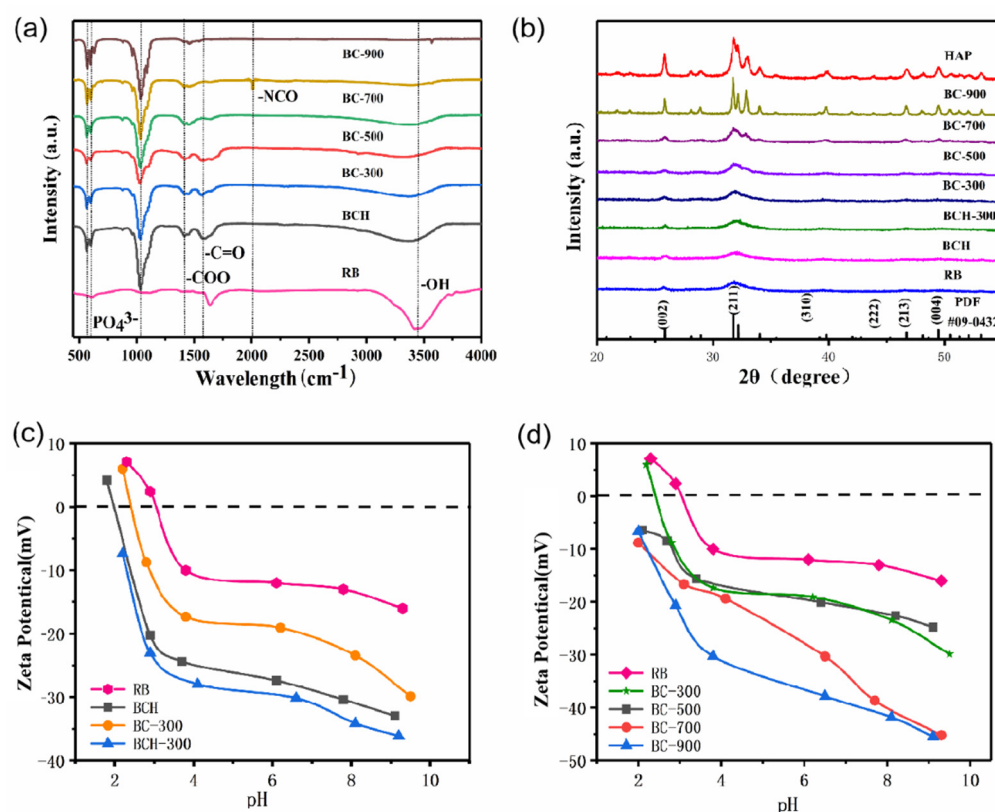 (a)
BC-900
-NCO
BC-700
BC-500
BC-300
BCH
-C=O
-COO
RB
-OH
PO₄³-
Intensity (a.u.)
500 1000 1500 2000 2500 3000 3500 4000
Wavelength(cm⁻¹)
(b)
HAP
BC-900
BC-700
BC-500
BC-300
BCH-300
BCH
RB
(002) (211) (310) (222) (213) (004)
PDF
#09-0432
Intensity (a.u.)
20 30 40 50
2θ (degree)
(c)
10
0
-10
-20
-30
-40
Zeta Potentical(mV)
RB
BCH
BC-300
BCH-300
2 4 6 8 10
pH
(d)
10
0
-10
-20
-30
-40
-50
Zeta Potentical(mV)
RB
BC-300
BC-500
BC-700
BC-900
2 4 6 8 10
pH